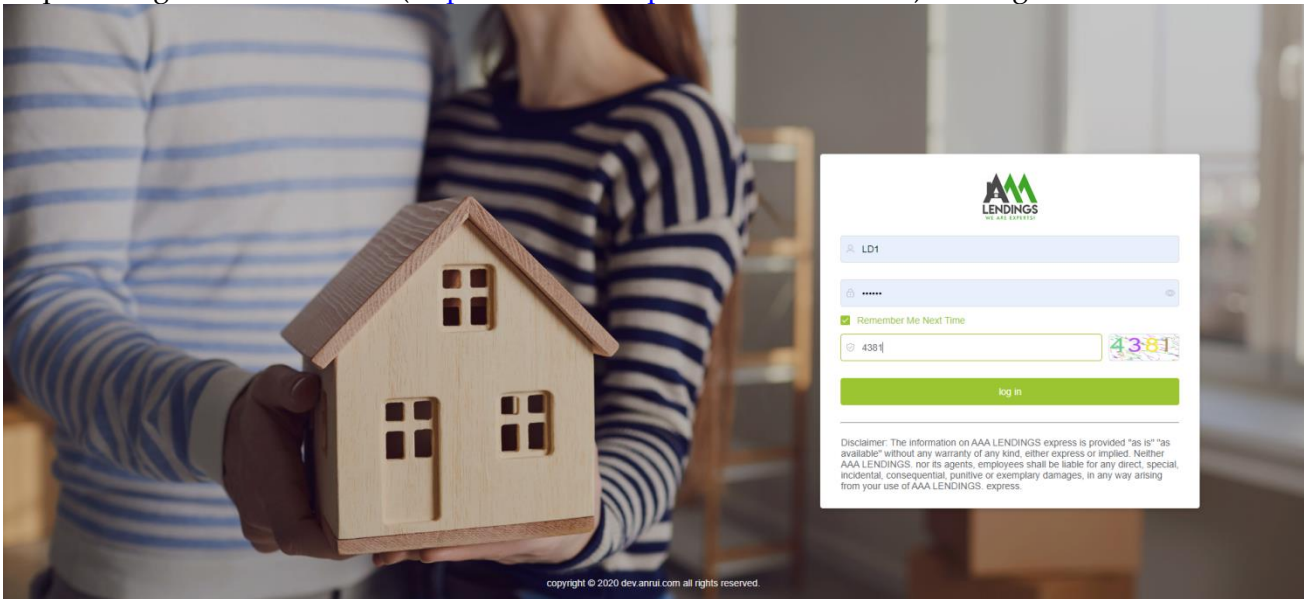 AAA
LENDINGS
WE ARE EXPERTS!
LD1
••••••
Remember Me Next Time
4381
4381
log in
Disclaimer: The information on AAA LENDINGS express is provided "as is" "as
available" without any warranty of any kind, either express or implied. Neither
AAA LENDINGS. nor its agents, employees shall be liable for any direct, special,
incidental, consequential, punitive or exemplary damages, in any way arising
from your use of AAA LENDINGS. express.
copyright © 2020 dev.anrui.com all rights reserved.